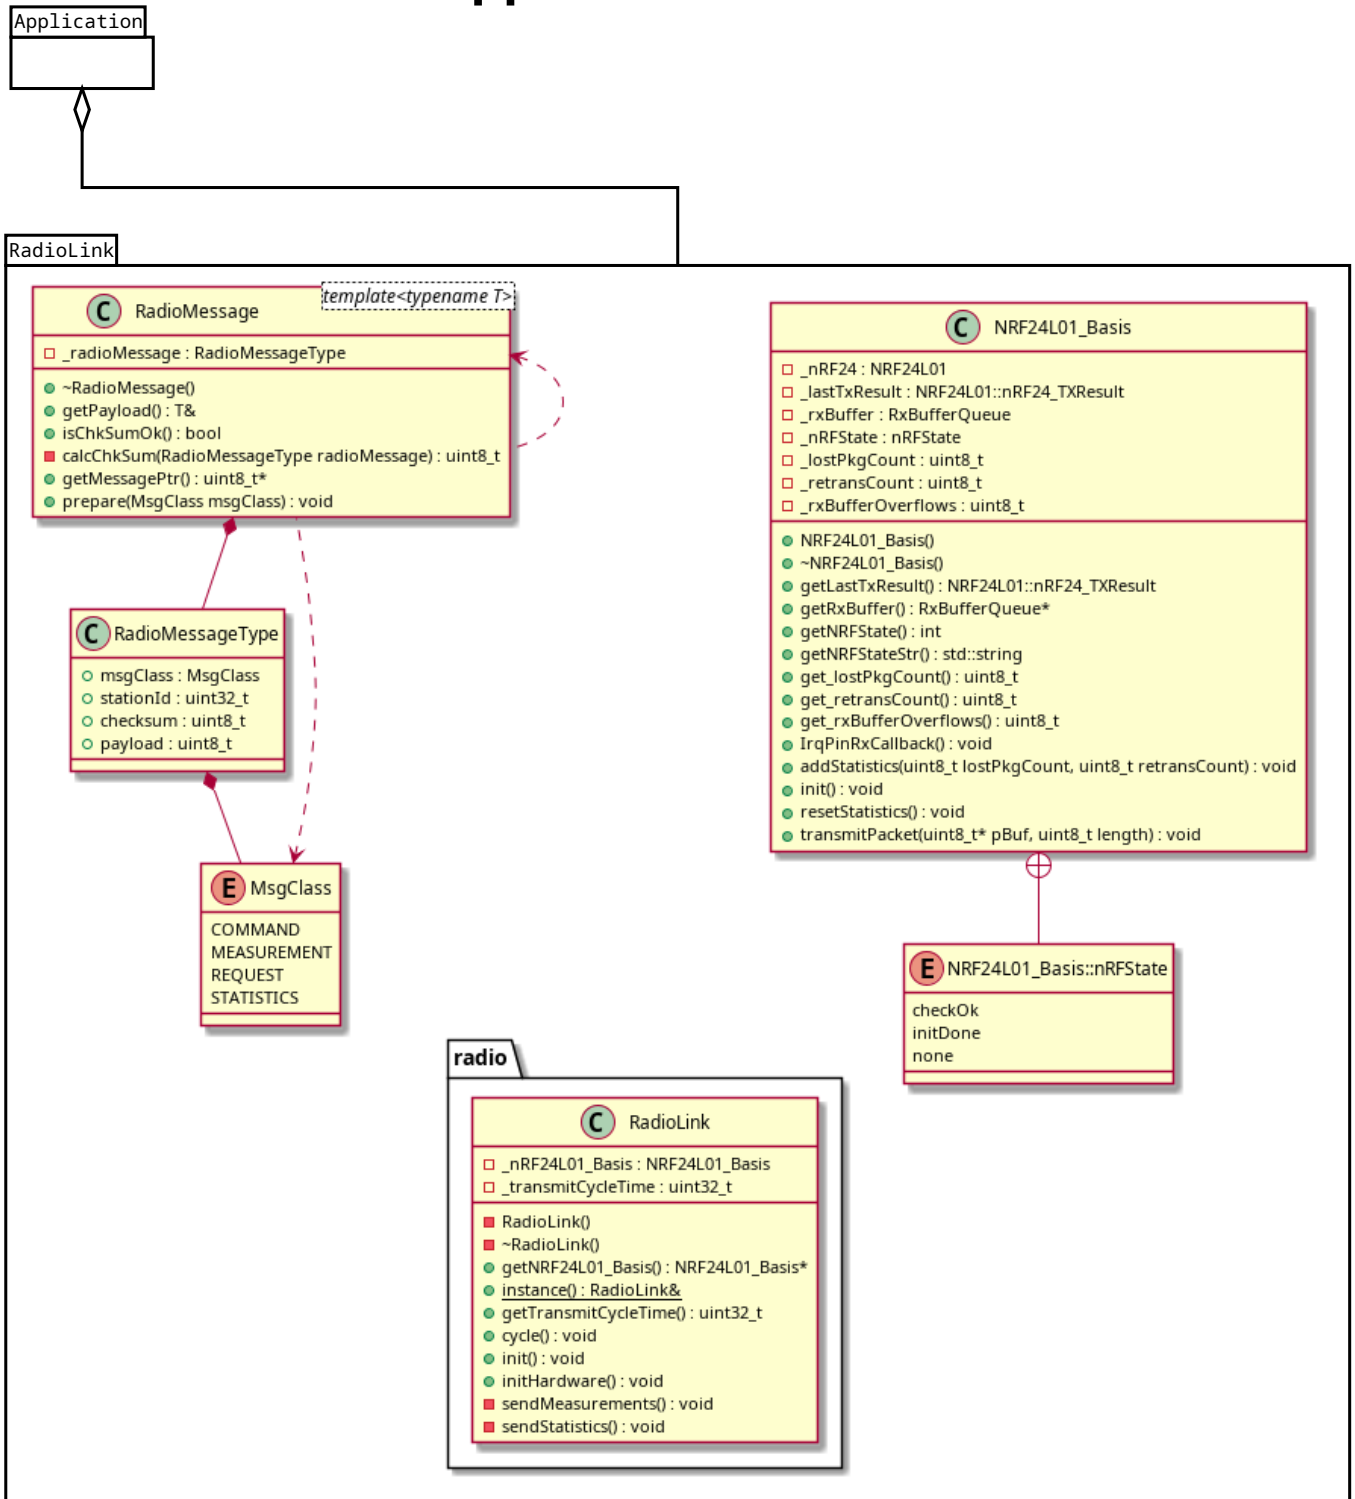 Application
RadioLink
template<typename T>
C RadioMessage
_radioMessage : RadioMessageType
~RadioMessage()
getPayload() : T&
isChkSumOk() : bool
calcChkSum(RadioMessageType radioMessage) : uint8_t
getMessagePtr() : uint8_t*
prepare(MsgClass msgClass) : void
C RadioMessageType
msgClass : MsgClass
stationId : uint32_t
checksum : uint8_t
payload : uint8_t
E MsgClass
COMMAND
MEASUREMENT
REQUEST
STATISTICS
C NRF24L01_Basis
_nRF24 : NRF24L01
_lastTxResult : NRF24L01::nRF24_TXResult
_rxBuffer : RxBufferQueue
_nRFState : nRFState
_lostPkgCount : uint8_t
_retransCount : uint8_t
_rxBufferOverflows : uint8_t
NRF24L01_Basis()
~NRF24L01_Basis()
getLastTxResult() : NRF24L01::nRF24_TXResult
getRxBuffer() : RxBufferQueue*
getNRFState() : int
getNRFStateStr() : std::string
get_lostPkgCount() : uint8_t
get_retransCount() : uint8_t
get_rxBufferOverflows() : uint8_t
IrqPinRxCallback() : void
addStatistics(uint8_t lostPkgCount, uint8_t retransCount) : void
init() : void
resetStatistics() : void
transmitPacket(uint8_t* pBuf, uint8_t length) : void
E NRF24L01_Basis::nRFState
checkOk
initDone
none
radio
C RadioLink
_nRF24L01_Basis : NRF24L01_Basis
_transmitCycleTime : uint32_t
RadioLink()
~RadioLink()
getNRF24L01_Basis() : NRF24L01_Basis*
instance() : RadioLink&
getTransmitCycleTime() : uint32_t
cycle() : void
init() : void
initHardware() : void
sendMeasurements() : void
sendStatistics() : void